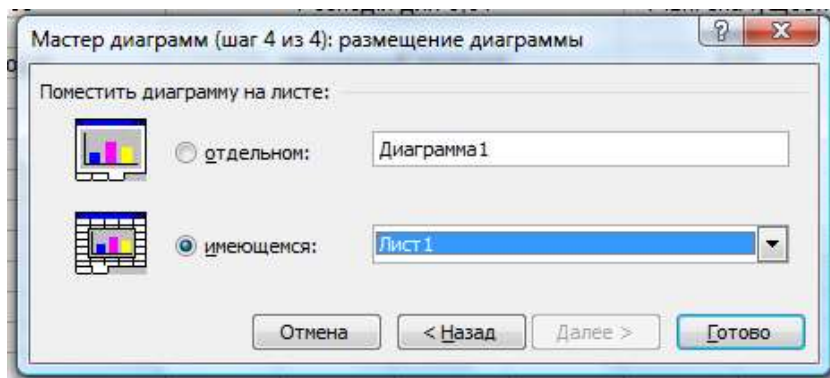 Мастер диаграмм (шаг 4 из 4): размещение диаграммы
Поместить диаграмму на листе:
отдельном: Диаграмма1
имеющемся: Лист1
Отмена < Назад Далее > Готово